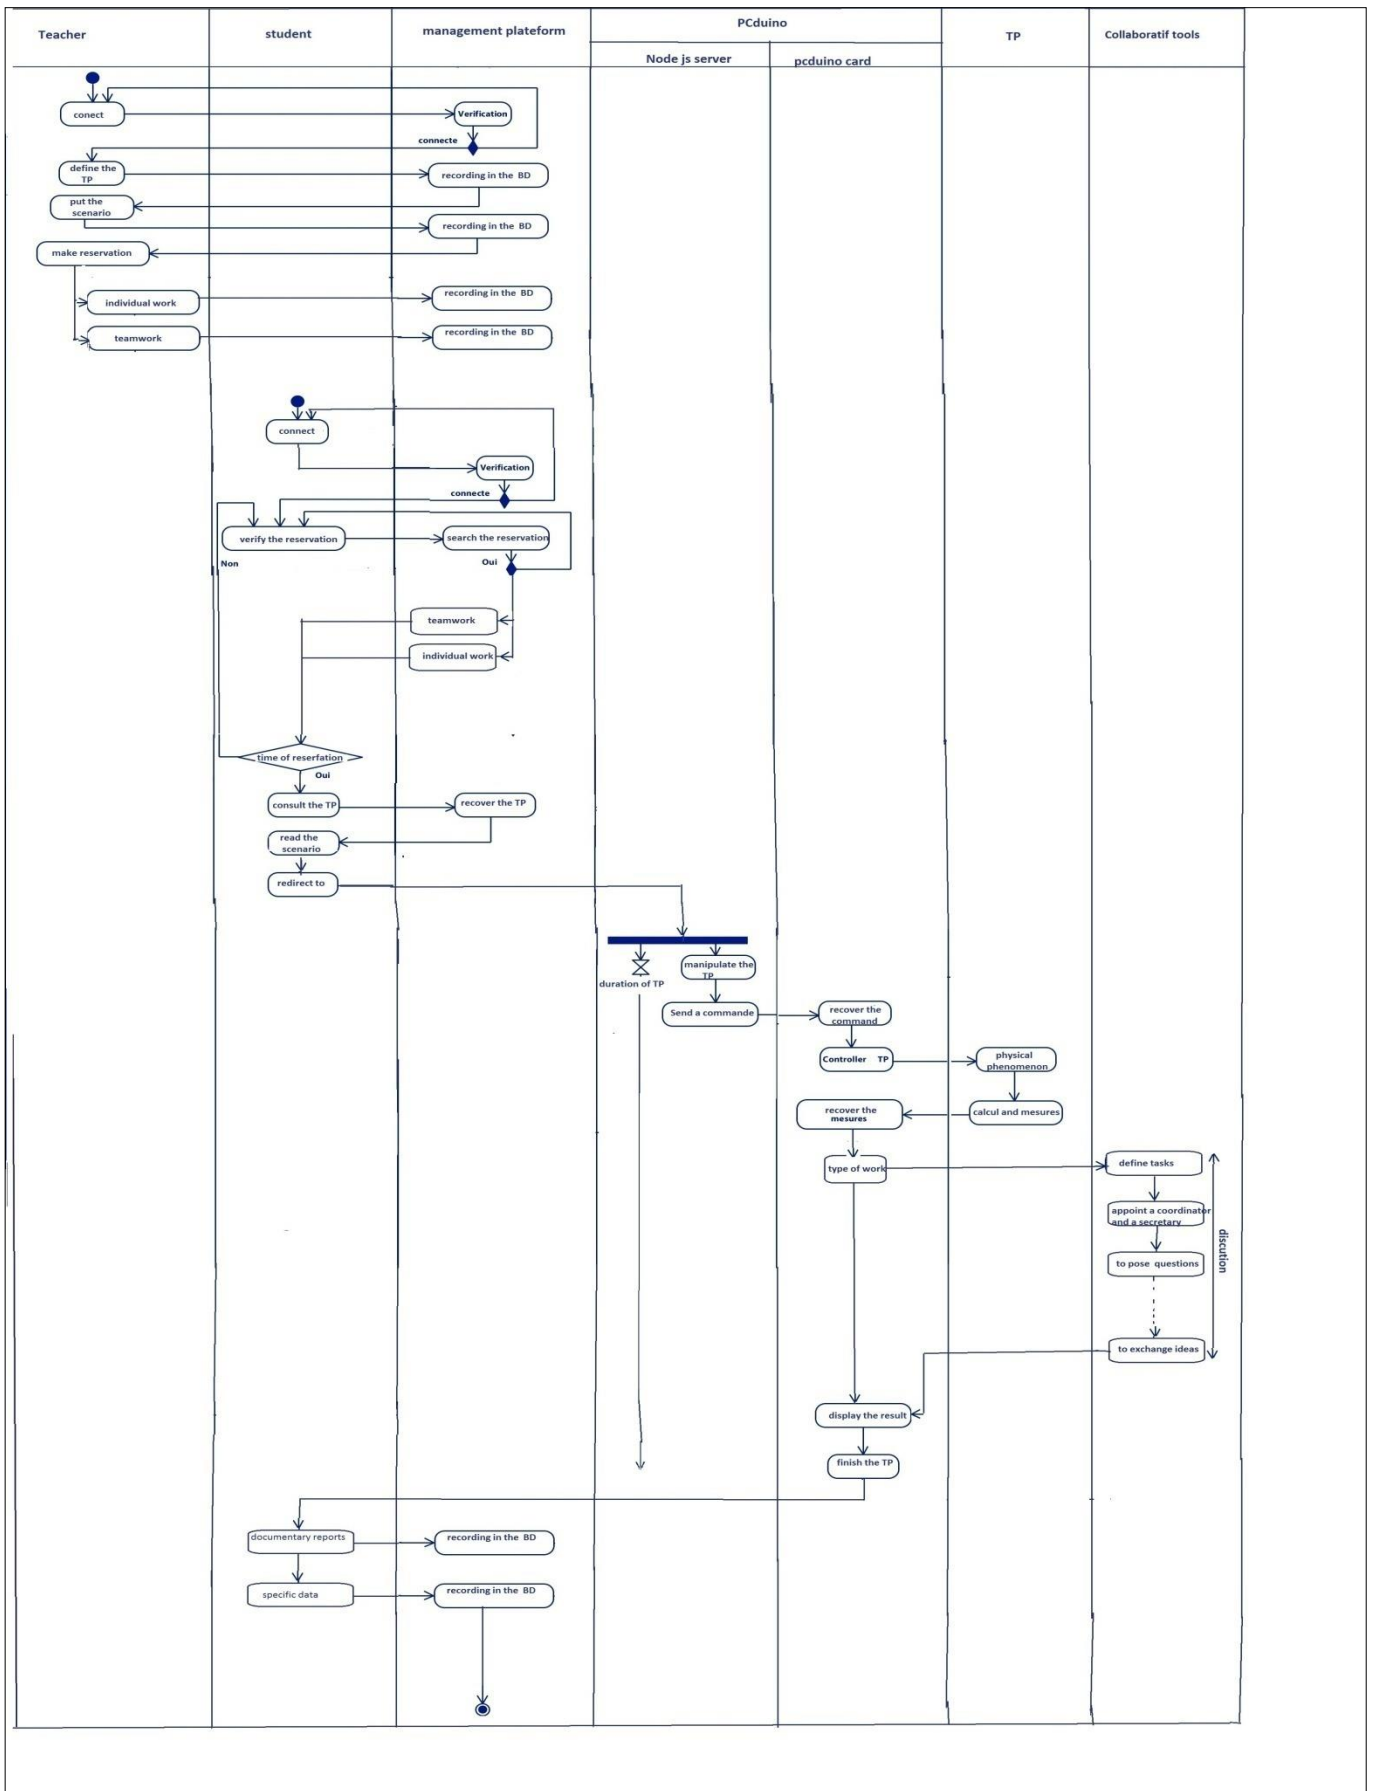 Teacher
student
management plateform
PCduino
Node js server
pcduino card
TP
Collaboratif tools
conect
Verification
connecte
define the
TP
recording in the BD
put the
scenario
recording in the BD
make reservation
individual work
recording in the BD
teamwork
recording in the BD
connect
Verification
connecte
verify the reservation
search the reservation
Non
Oui
teamwork
individual work
time of reserfation
Oui
consult the TP
recover the TP
read the
scenario
redirect to
manipulate the
TP
duration of TP
Send a commande
recover the
command
Controller TP
physical
phenomenon
calcul and mesures
recover the
mesures
type of work
define tasks
appoint a coordinator
and a secretary
discution
to pose questions
to exchange ideas
display the result
finish the TP
documentary reports
recording in the BD
specific data
recording in the BD